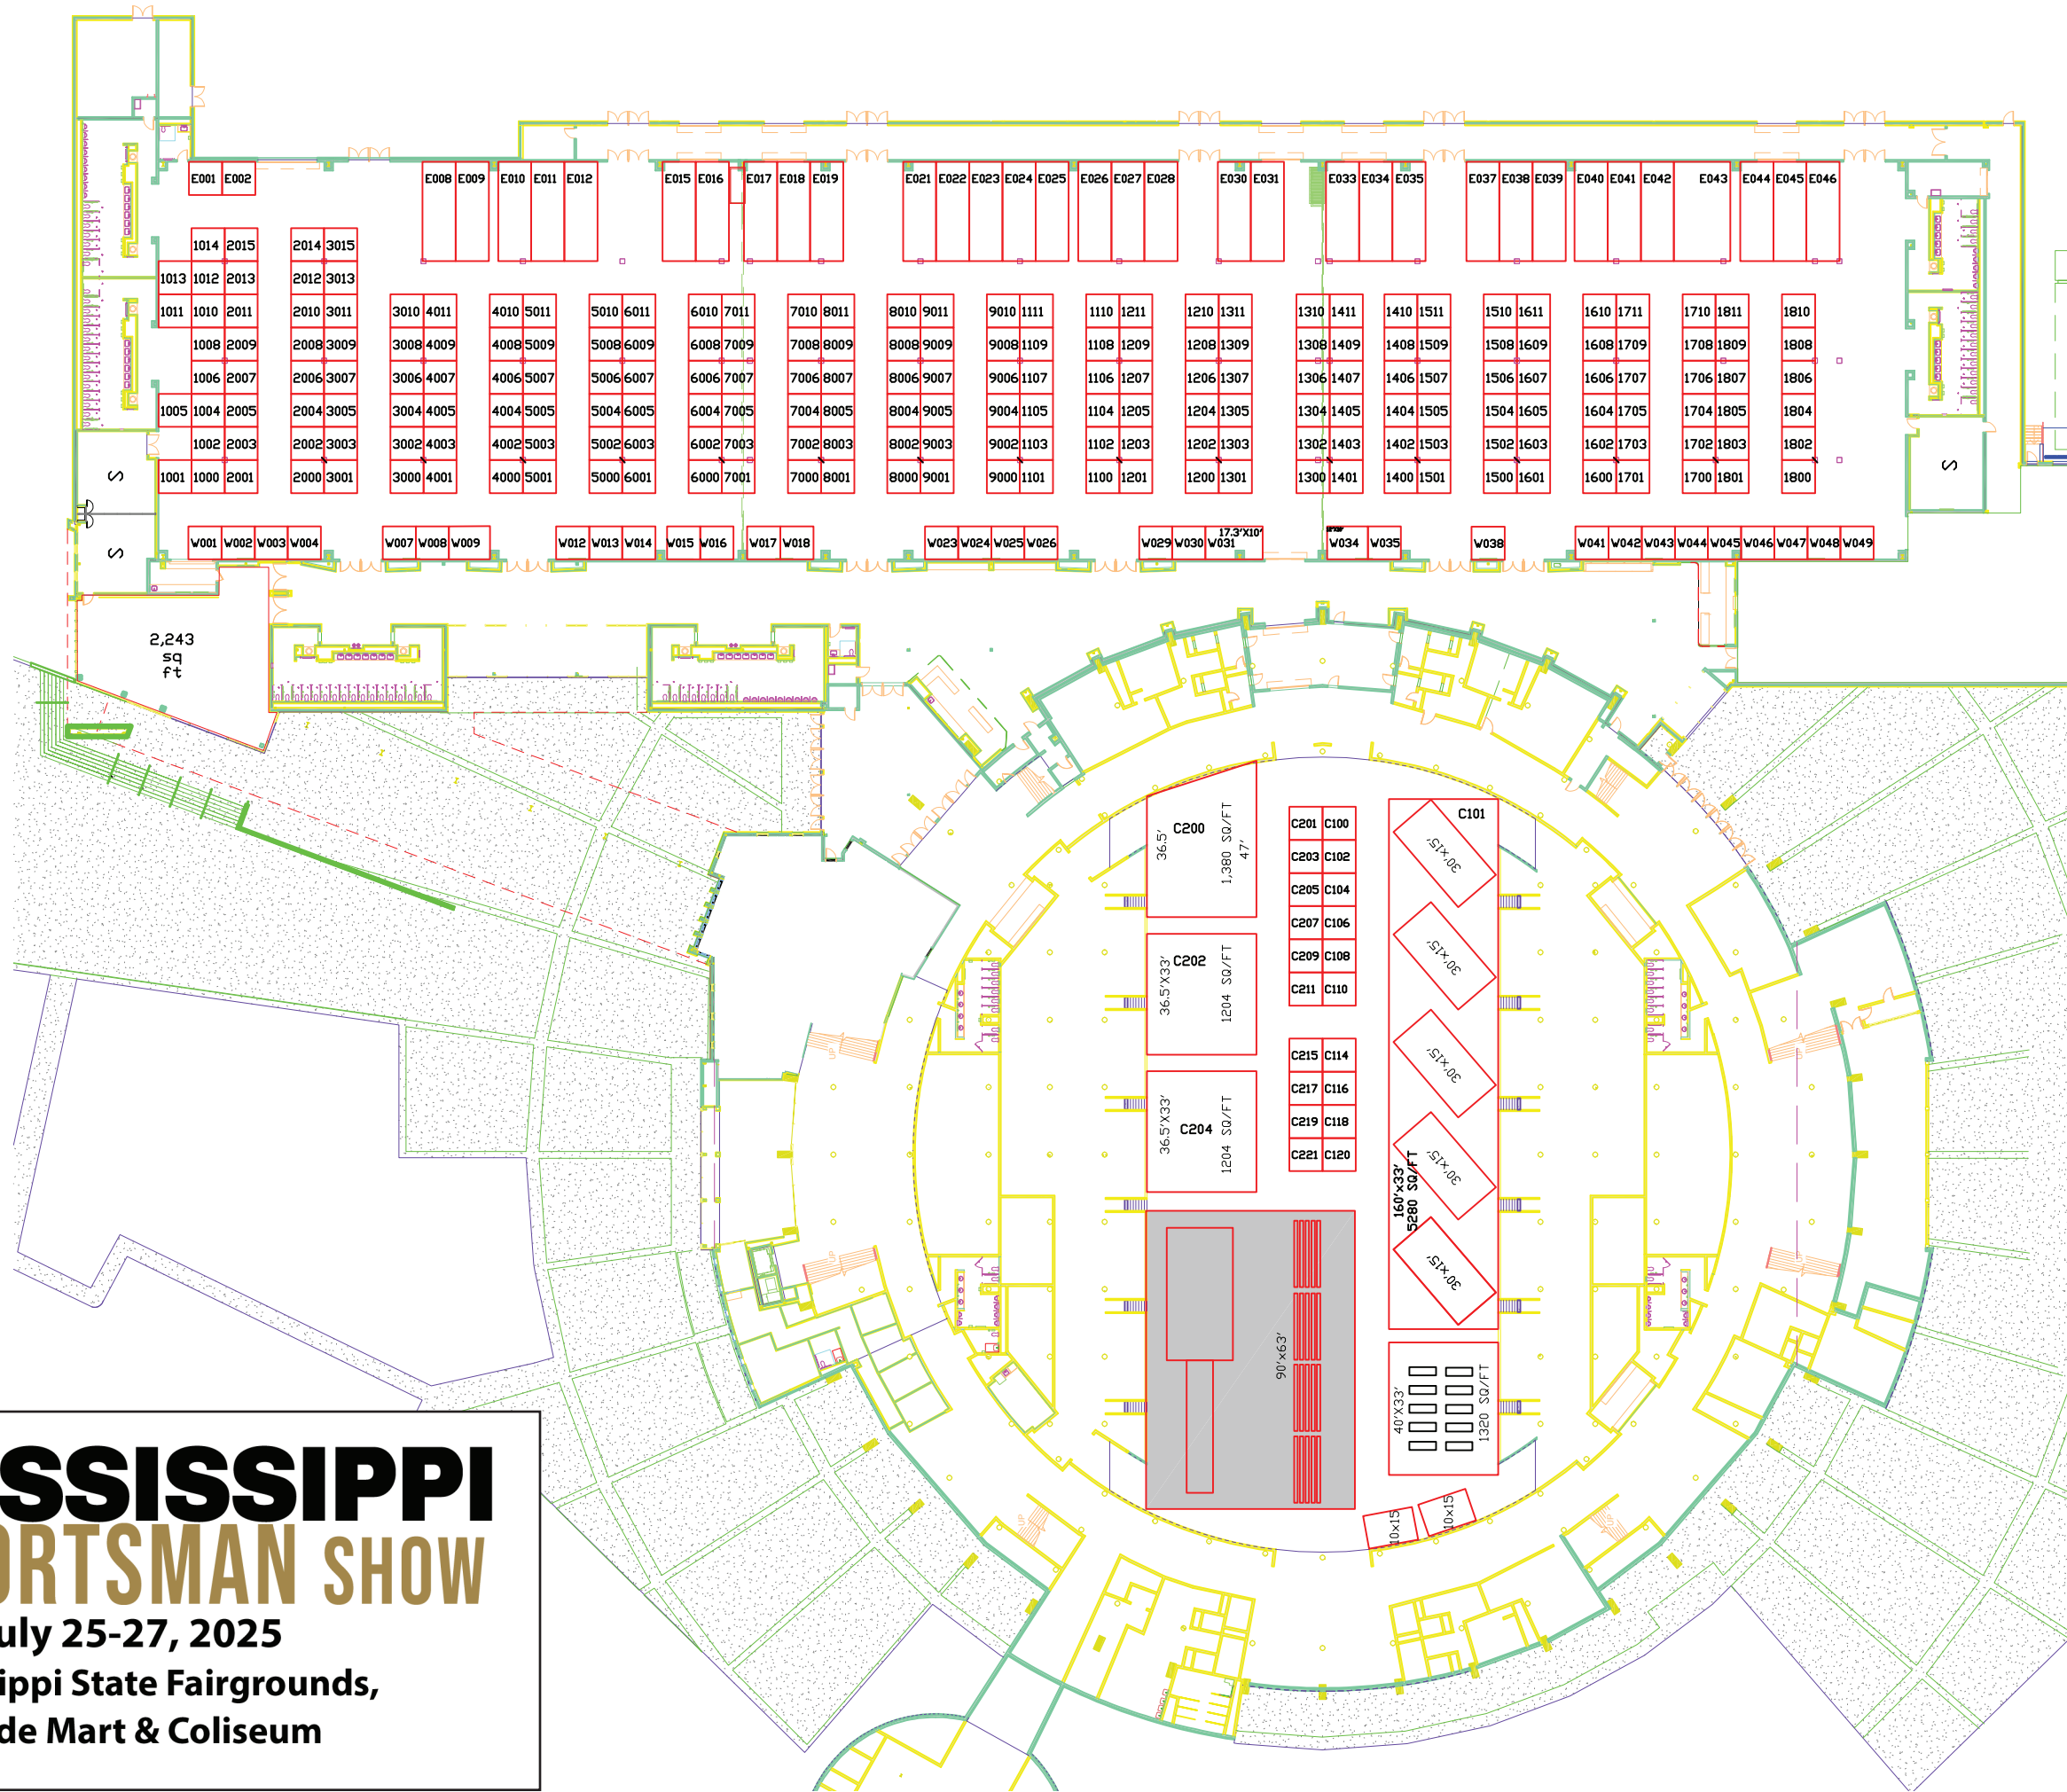 E001 E002 E008 E009 E010 E011 E012 E015 E016 E017 E018 E019 E021 E022 E023 E024 E025 E026 E027 E028 E030 E031 E033 E034 E035 E037 E038 E039 E040 E041 E042 E043 E044 E045 E046
1014 2015 2014 3015
1013 1012 2013 2012 3013
1011 1010 2011 2010 3011 3010 4011 4010 5011 5010 6011 6010 7011 7010 8011 8010 9011 9010 1111 1110 1211 1210 1311 1310 1411 1410 1511 1510 1611 1610 1711 1710 1811 1810
1008 2009 2008 3009 3008 4009 4008 5009 5008 6009 6008 7009 7008 8009 8008 9009 9008 1109 1108 1209 1208 1309 1308 1409 1408 1509 1508 1609 1608 1709 1708 1809 1808
1006 2007 2006 3007 3006 4007 4006 5007 5006 6007 6006 7007 7006 8007 8006 9007 9006 1107 1106 1207 1206 1307 1306 1407 1406 1507 1506 1607 1606 1707 1706 1807 1806
1005 1004 2005 2004 3005 3004 4005 4004 5005 5004 6005 6004 7005 7004 8005 8004 9005 9004 1105 1104 1205 1204 1305 1304 1405 1404 1505 1504 1605 1604 1705 1704 1805 1804
1002 2003 2002 3003 3002 4003 4002 5003 5002 6003 6002 7003 7002 8003 8002 9003 9002 1103 1102 1203 1202 1303 1302 1403 1402 1503 1502 1603 1602 1703 1702 1803 1802
1001 1000 2001 2000 3001 3000 4001 4000 5001 5000 6001 6000 7001 7000 8001 8000 9001 9000 1101 1100 1201 1200 1301 1300 1401 1400 1501 1500 1601 1600 1701 1700 1801 1800
S
S
S
17.3'X10'
W001 W002 W003 W004 W007 W008 W009 W012 W013 W014 W015 W016 W017 W018 W023 W024 W025 W026 W029 W030 W031 W034 W035 W038 W041 W042 W043 W044 W045 W046 W047 W048 W049
2,243
sq
ft
C200
36.5'
1,380 SQ/FT
47'
C202
36.5'X33'
1204 SQ/FT
C204
36.5'X33'
1204 SQ/FT
C201 C100
C203 C102
C205 C104
C207 C106
C209 C108
C211 C110
C215 C114
C217 C116
C219 C118
C221 C120
C101
30'x15'
30'x15'
30'x15'
30'x15'
30'x15'
160'x33'
5280 SQ/FT
90'x63'
40'X33'
1320 SQ/FT
10x15
10x15
UP
UP
UP
UP
UP
UP
SSISSIPPI
ORTSMAN SHOW
uly 25-27, 2025
ippi State Fairgrounds,
de Mart & Coliseum